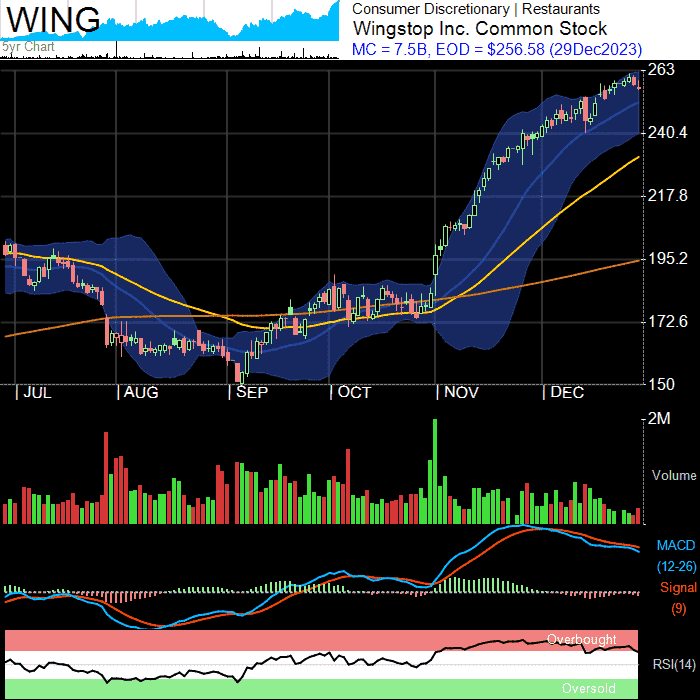 WING
5yr Chart
Consumer Discretionary | Restaurants
Wingstop Inc. Common Stock
MC = 7.5B, EOD = $256.58 (29Dec2023)
263
240.4
217.8
195.2
172.6
150
JUL AUG SEP OCT NOV DEC
2M
Volume
MACD
(12-26)
Signal
(9)
Overbought
RSI(14)
Oversold